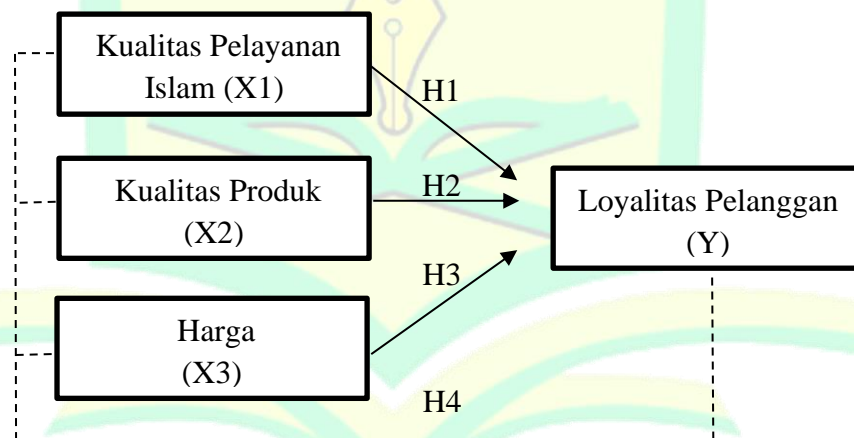 Kualitas Pelayanan
Islam (X1)
H1
Kualitas Produk
(X2)
H2
Loyalitas Pelanggan
(Y)
H3
Harga
(X3)
H4